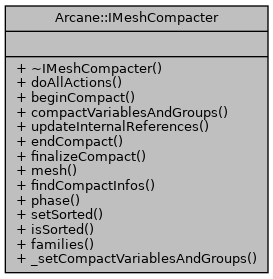 Arcane::IMeshCompacter
+ ~IMeshCompacter()
+ doAllActions()
+ beginCompact()
+ compactVariablesAndGroups()
+ updateInternalReferences()
+ endCompact()
+ finalizeCompact()
+ mesh()
+ findCompactInfos()
+ phase()
+ setSorted()
+ isSorted()
+ families()
+ _setCompactVariablesAndGroups()